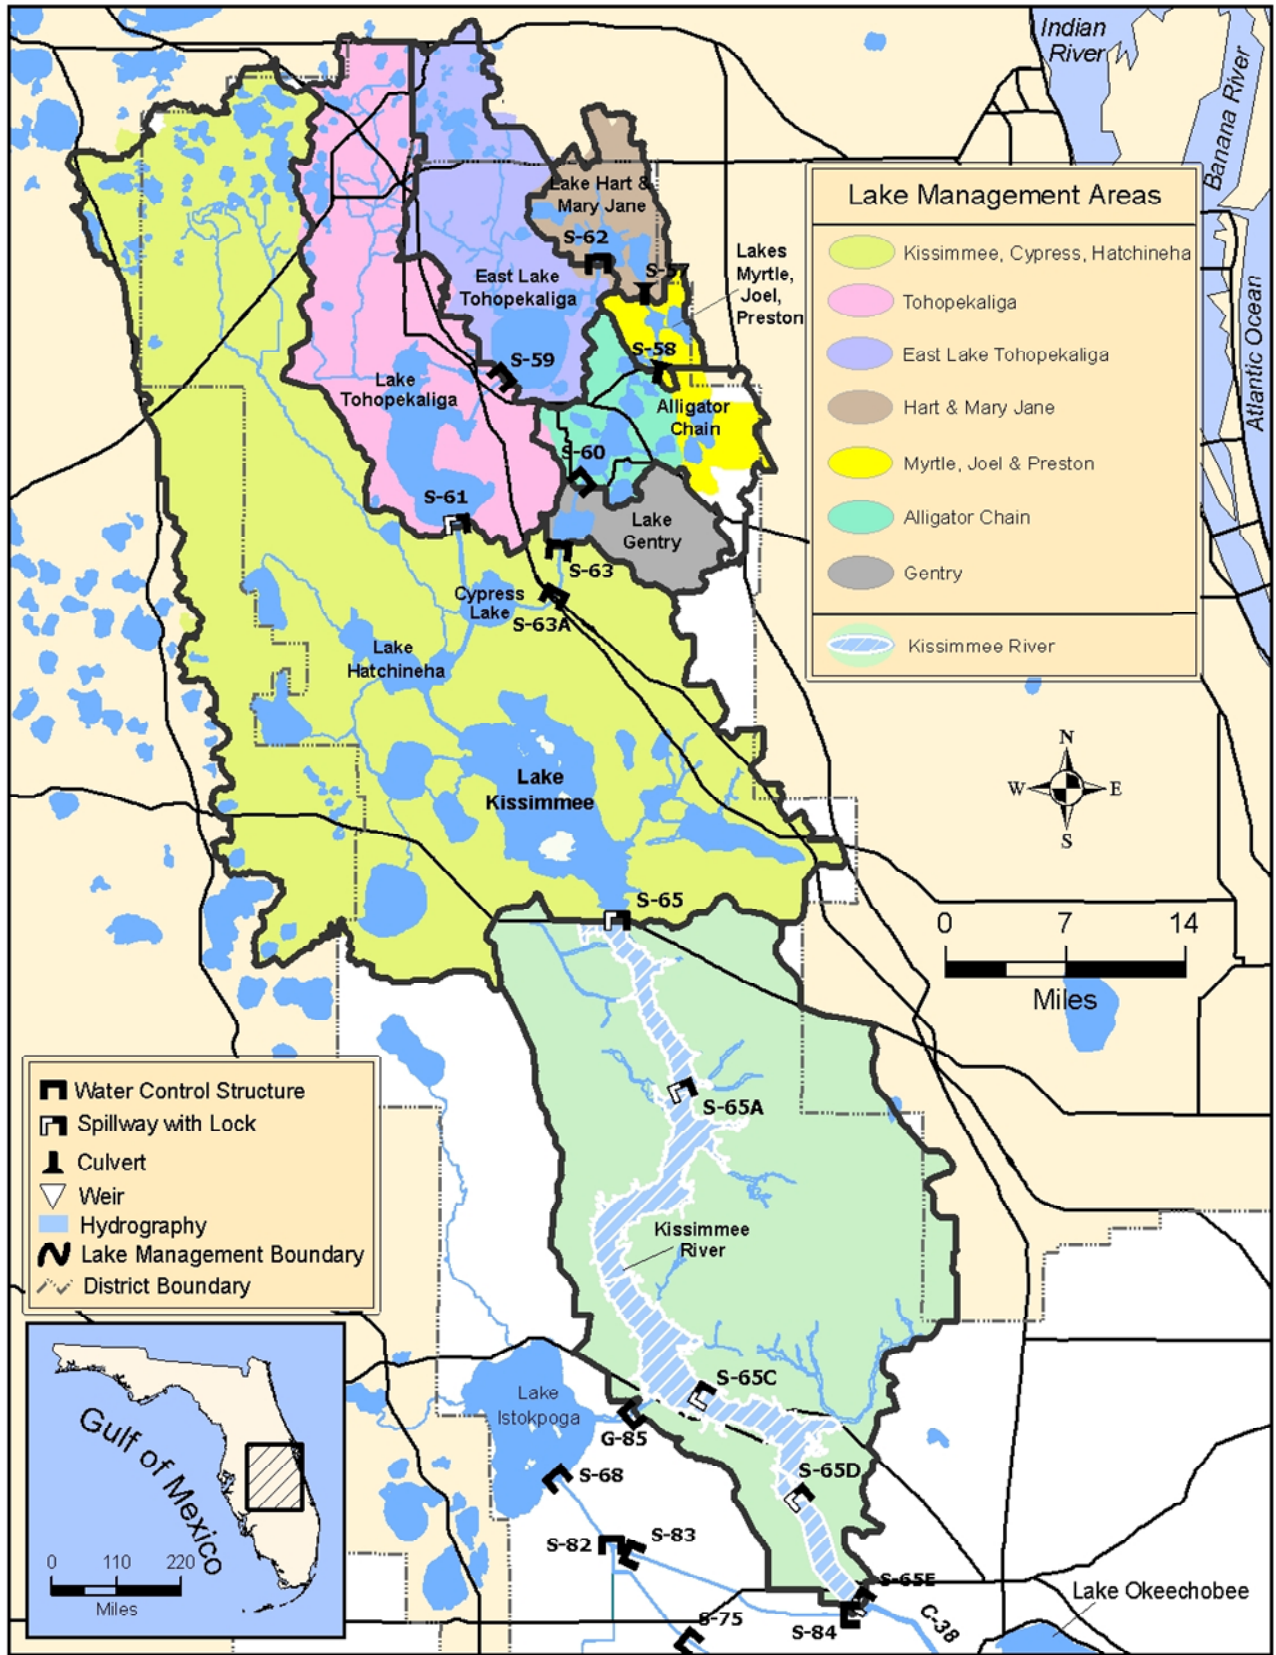 Indian
River
Banana River
Atlantic Ocean
Lake Management Areas
Kissimmee, Cypress, Hatchineha
Tohopekaliga
East Lake Tohopekaliga
Hart & Mary Jane
Myrtle, Joel & Preston
Alligator Chain
Gentry
Kissimmee River
Lake Hart &
Mary Jane
S-62
S-57
Lakes
Myrtle,
Joel,
Preston
East Lake
Tohopekaliga
S-59
S-58
Lake
Tohopekaliga
Alligator
Chain
S-60
S-61
Lake
Gentry
S-63
Cypress
Lake
S-63A
Lake
Hatchineha
Lake
Kissimmee
N
W
E
S
S-65
0
7
14
Miles
S-65A
Water Control Structure
Spillway with Lock
Culvert
Weir
Hydrography
Lake Management Boundary
District Boundary
Kissimmee
River
S-65C
Lake
Istokpoga
G-85
S-68
S-65D
S-82
S-83
S-65E
S-84
S-75
C-38
Lake Okeechobee
Gulf of Mexico
0
110
220
Miles